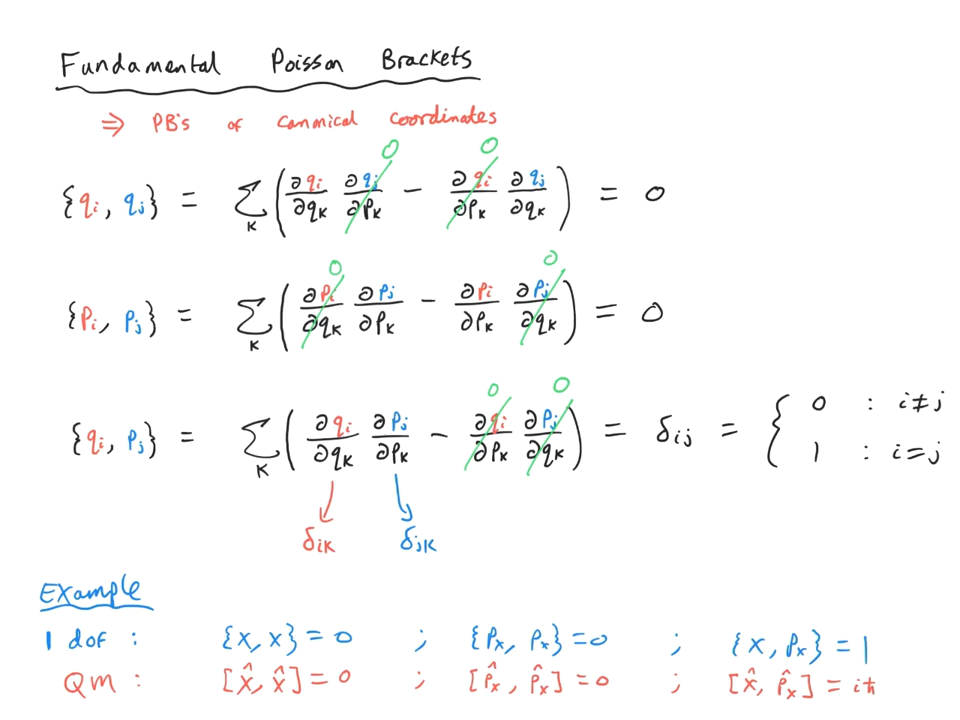 Fundamental Poisson Brackets
⇒ PB's of canonical coordinates
0 0
{qi, qj} = ∑K (∂qi/∂qK ∂qj/∂PK − ∂qi/∂PK ∂qj/∂qK) = 0
0 0
{Pi, Pj} = ∑K (∂Pi/∂qK ∂Pj/∂PK − ∂Pi/∂PK ∂Pj/∂qK) = 0
0 0
{qi, Pj} = ∑K (∂qi/∂qK ∂Pj/∂PK − ∂qi/∂PK ∂Pj/∂qK) = δij = { 0 : i≠j
1 : i=j
δiK δjK
Example
1 dof : {x, x} = 0 ; {Px, Px} = 0 ; {x, Px} = 1
QM : [x̂, x̂] = 0 ; [P̂x, P̂x] = 0 ; [x̂, P̂x] = iħ